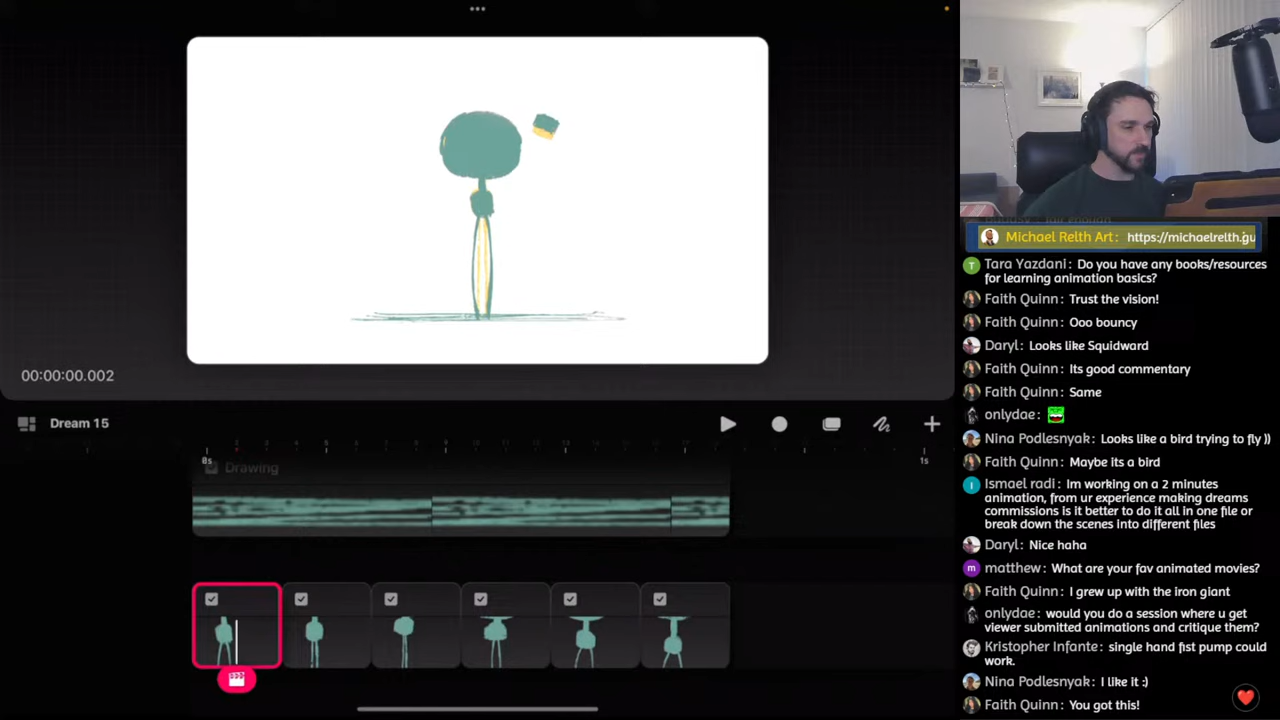 Michael Relth Art: https://michaelrelth.gu
Tara Yazdani: Do you have any books/resources
for learning animation basics?
Faith Quinn: Trust the vision!
Faith Quinn: Ooo bouncy
Daryl: Looks like Squidward
Faith Quinn: Its good commentary
Faith Quinn: Same
onlydae:
Nina Podlesnyak: Looks like a bird trying to fly ))
Faith Quinn: Maybe its a bird
Ismael radi: Im working on a 2 minutes
animation, from ur experience making dreams
commissions is it better to do it all in one file or
break down the scenes into different files
Daryl: Nice haha
matthew: What are your fav animated movies?
Faith Quinn: I grew up with the iron giant
onlydae: would you do a session where u get
viewer submitted animations and critique them?
Kristopher Infante: single hand fist pump could
work.
Nina Podlesnyak: I like it :)
Faith Quinn: You got this!
00:00:00.002
Dream 15
0s
1s
Drawing